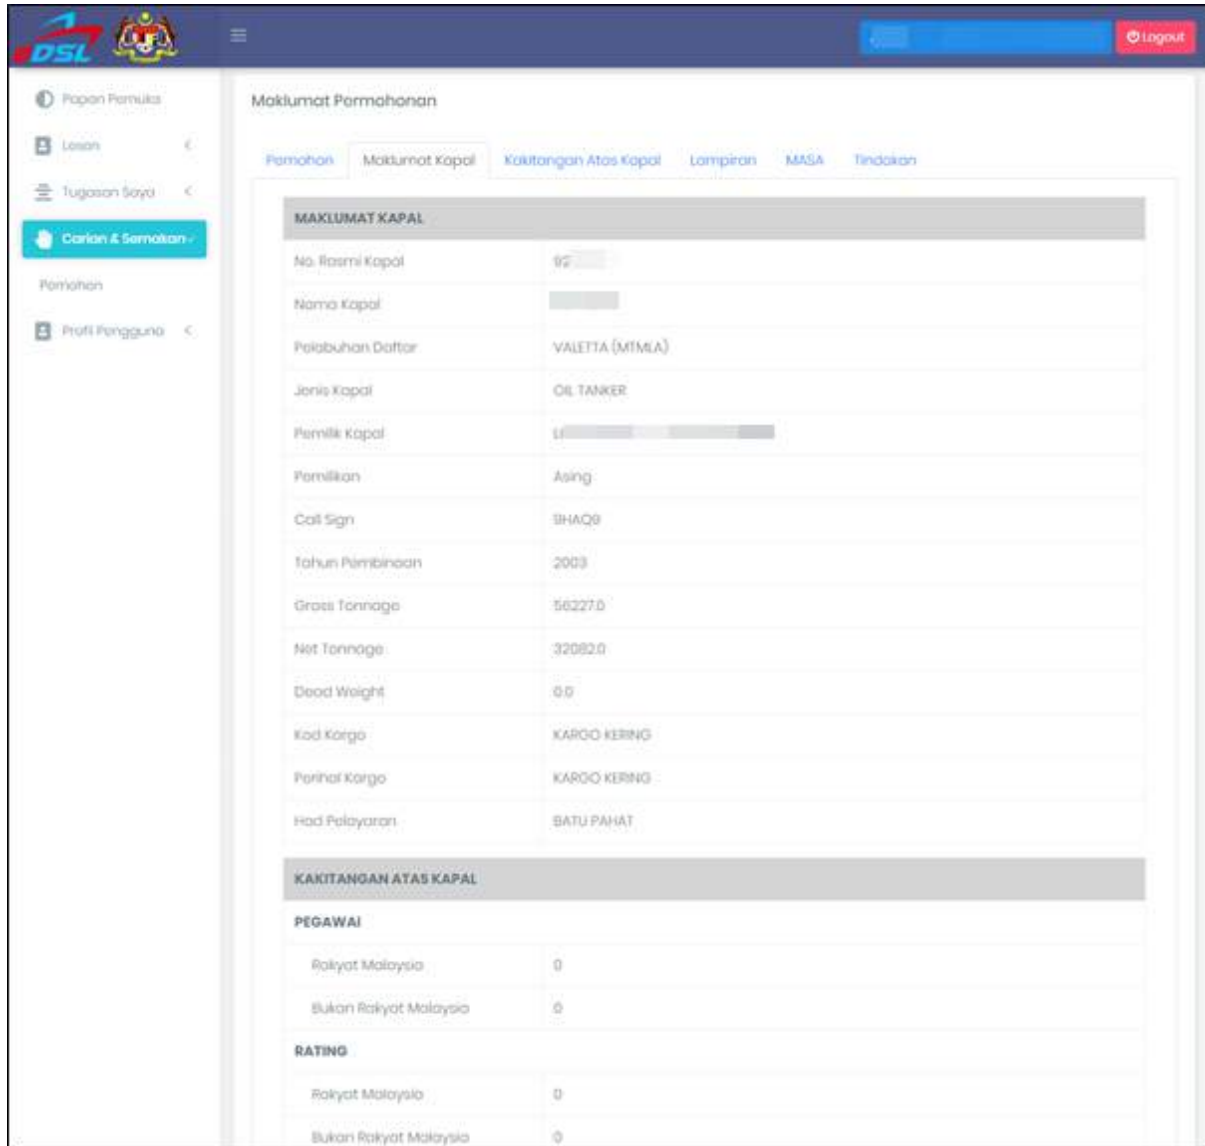 DSL
Logout
Papan Pemuka
Lesen
Tugasan Saya
Carian & Semakan
Pemohon
Profil Pengguna
Maklumat Permohonan
Pemohon Maklumat Kapal Kakitangan Atas Kapal Lampiran MASA Tindakan
MAKLUMAT KAPAL
No. Rasmi Kapal
Nama Kapal
Pelabuhan Daftar VALETTA (MTMLA)
Jenis Kapal OIL TANKER
Pemilik Kapal
Pemilikan Asing
Call Sign 9HAQ9
Tahun Pembinaan 2003
Gross Tonnage 56227.0
Net Tonnage 32082.0
Dead Weight 0.0
Kod Kargo KARGO KERING
Perihal Kargo KARGO KERING
Had Pelayaran BATU PAHAT
KAKITANGAN ATAS KAPAL
PEGAWAI
Rakyat Malaysia 0
Bukan Rakyat Malaysia 0
RATING
Rakyat Malaysia 0
Bukan Rakyat Malaysia 0